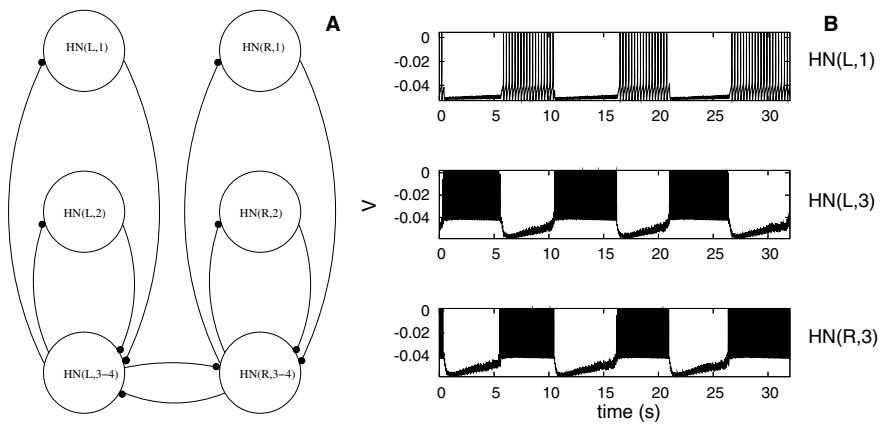 A
HN(L,1)
HN(R,1)
HN(L,2)
HN(R,2)
HN(L,3−4)
HN(R,3−4)
B
V
0
-0.04
0 5 10 15 20 25 30
HN(L,1)
0
-0.02
-0.04
0 5 10 15 20 25 30
HN(L,3)
0
-0.02
-0.04
0 5 10 15 20 25 30
HN(R,3)
time (s)